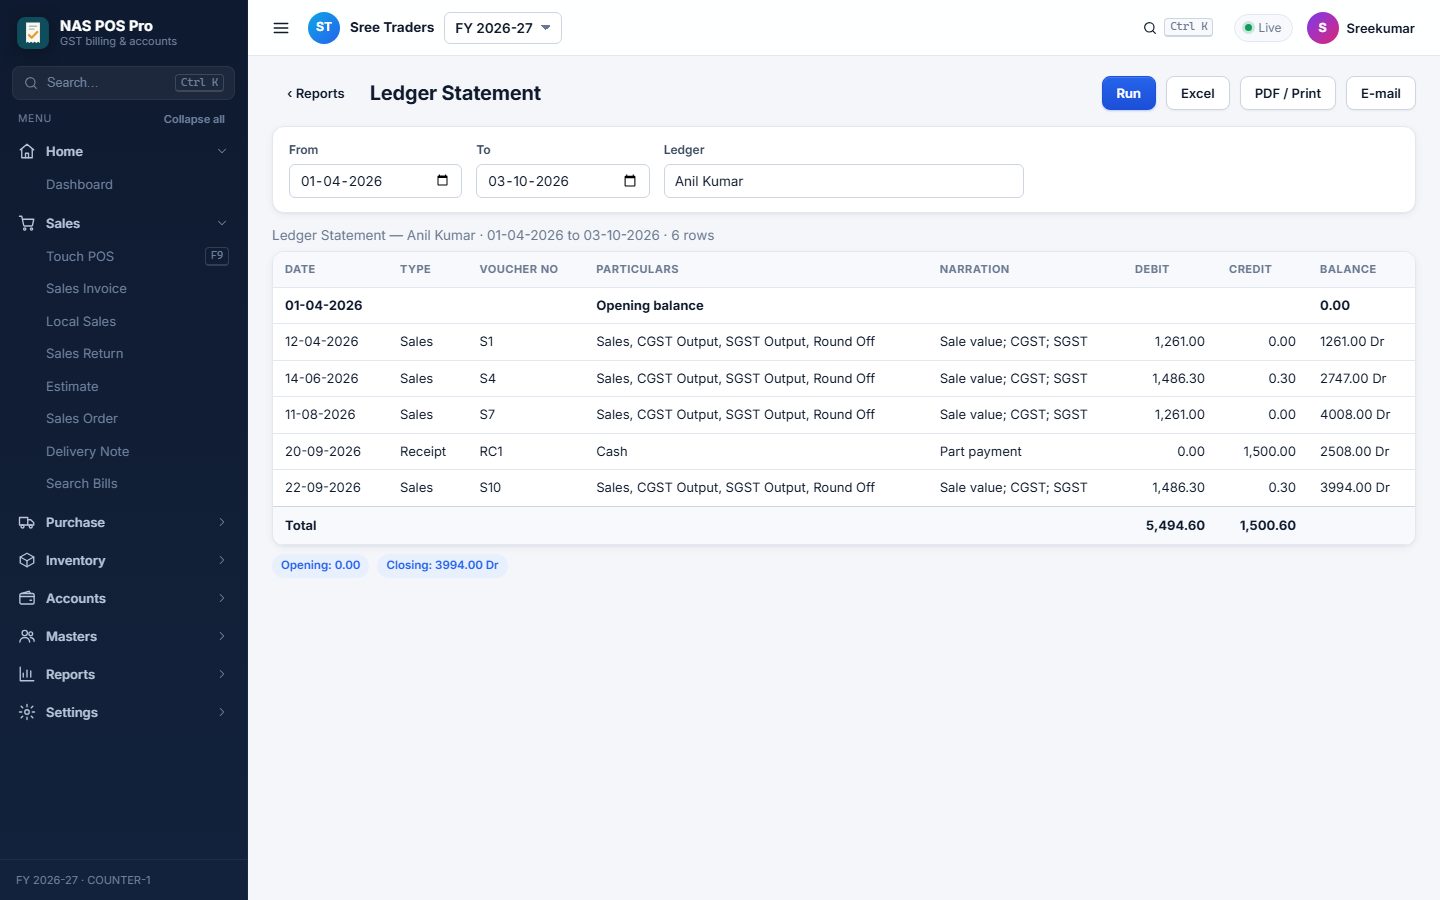 NAS POS Pro
GST billing & accounts
Search...
Ctrl K
MENU
Collapse all
Home
Dashboard
Sales
Touch POS
F9
Sales Invoice
Local Sales
Sales Return
Estimate
Sales Order
Delivery Note
Search Bills
Purchase
Inventory
Accounts
Masters
Reports
Settings
FY 2026-27 · COUNTER-1
ST
Sree Traders
FY 2026-27
Ctrl K
Live
S
Sreekumar
‹ Reports
Ledger Statement
Run
Excel
PDF / Print
E-mail
From
To
Ledger
01-04-2026
03-10-2026
Anil Kumar
Ledger Statement — Anil Kumar · 01-04-2026 to 03-10-2026 · 6 rows
DATE TYPE VOUCHER NO PARTICULARS NARRATION DEBIT CREDIT BALANCE
01-04-2026 Opening balance 0.00
12-04-2026 Sales S1 Sales, CGST Output, SGST Output, Round Off Sale value; CGST; SGST 1,261.00 0.00 1261.00 Dr
14-06-2026 Sales S4 Sales, CGST Output, SGST Output, Round Off Sale value; CGST; SGST 1,486.30 0.30 2747.00 Dr
11-08-2026 Sales S7 Sales, CGST Output, SGST Output, Round Off Sale value; CGST; SGST 1,261.00 0.00 4008.00 Dr
20-09-2026 Receipt RC1 Cash Part payment 0.00 1,500.00 2508.00 Dr
22-09-2026 Sales S10 Sales, CGST Output, SGST Output, Round Off Sale value; CGST; SGST 1,486.30 0.30 3994.00 Dr
Total 5,494.60 1,500.60
Opening: 0.00
Closing: 3994.00 Dr